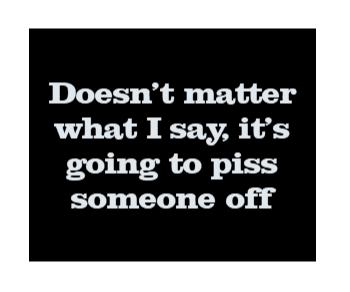 Doesn't matter
what I say, it's
going to piss
someone off